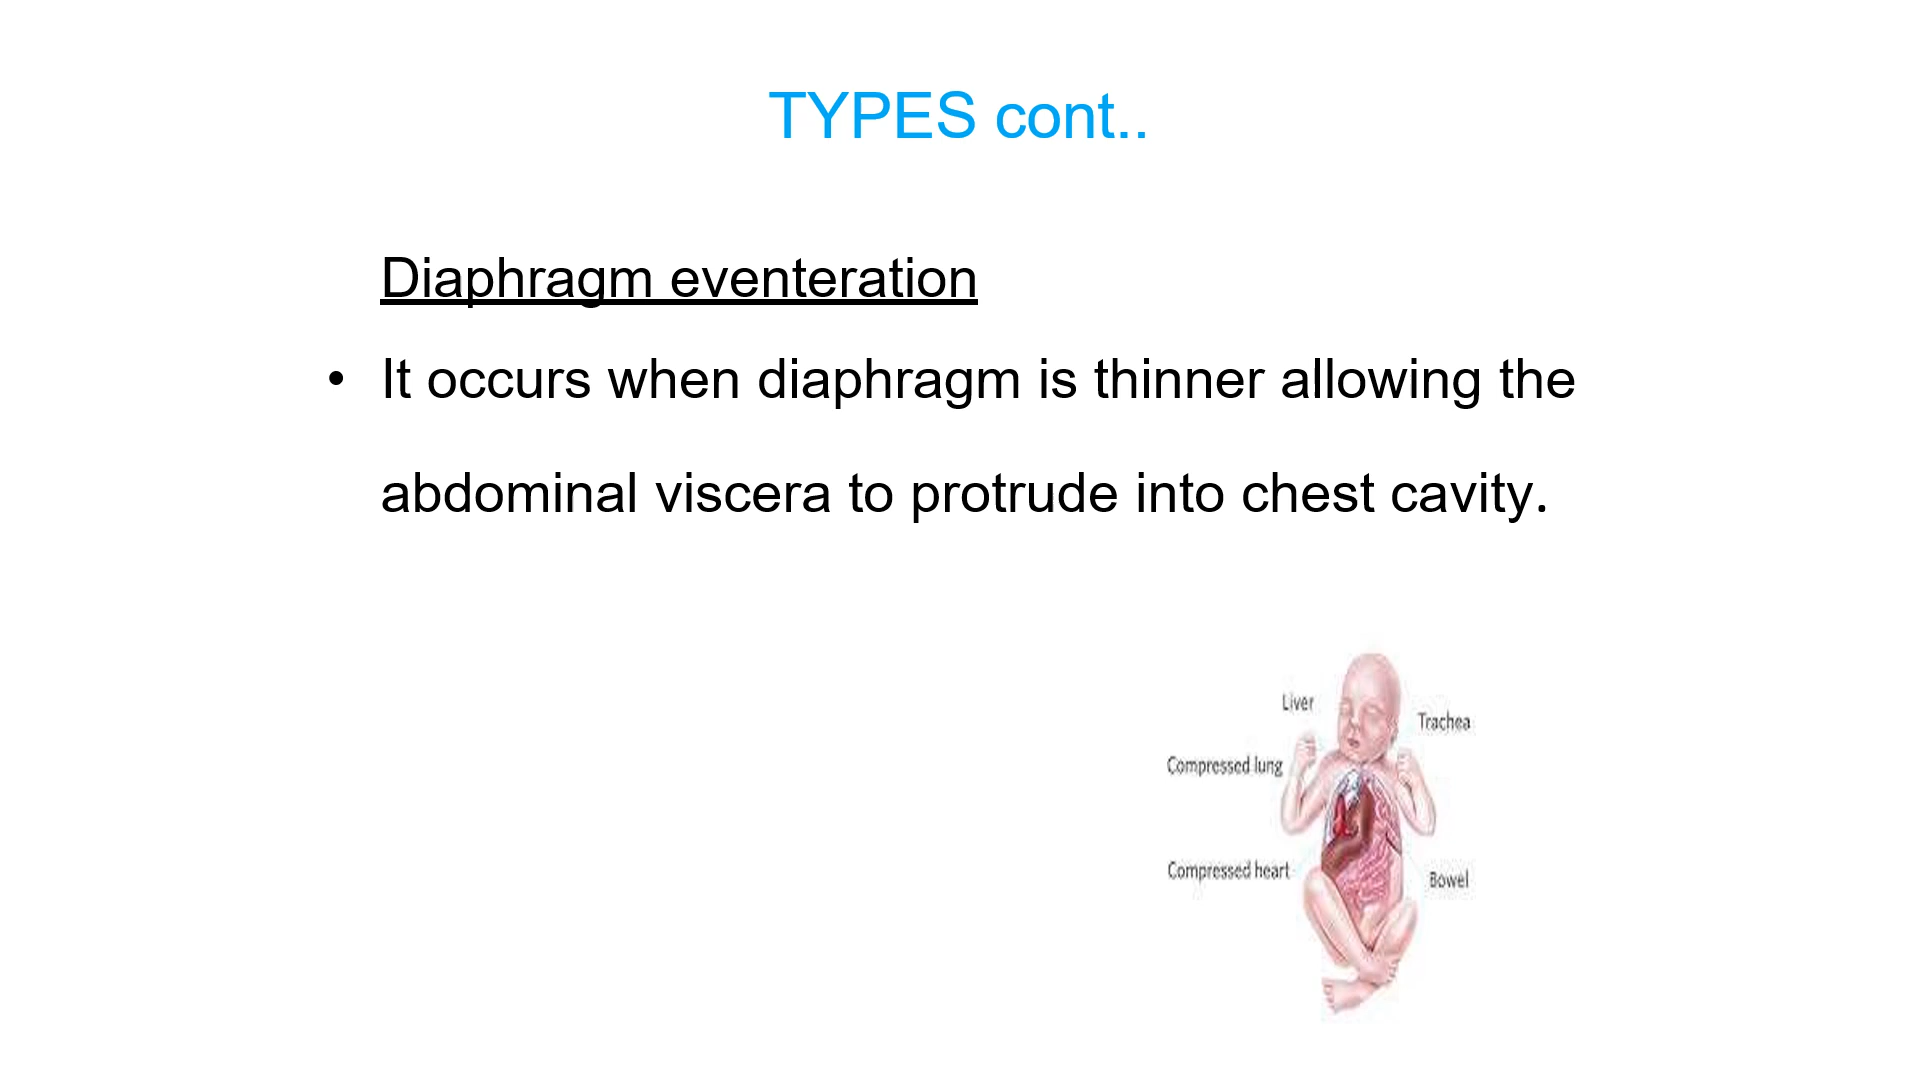 TYPES cont..
Diaphragm eventeration
• It occurs when diaphragm is thinner allowing the
abdominal viscera to protrude into chest cavity.
Liver
Trachea
Compressed lung
Compressed heart
Bowel